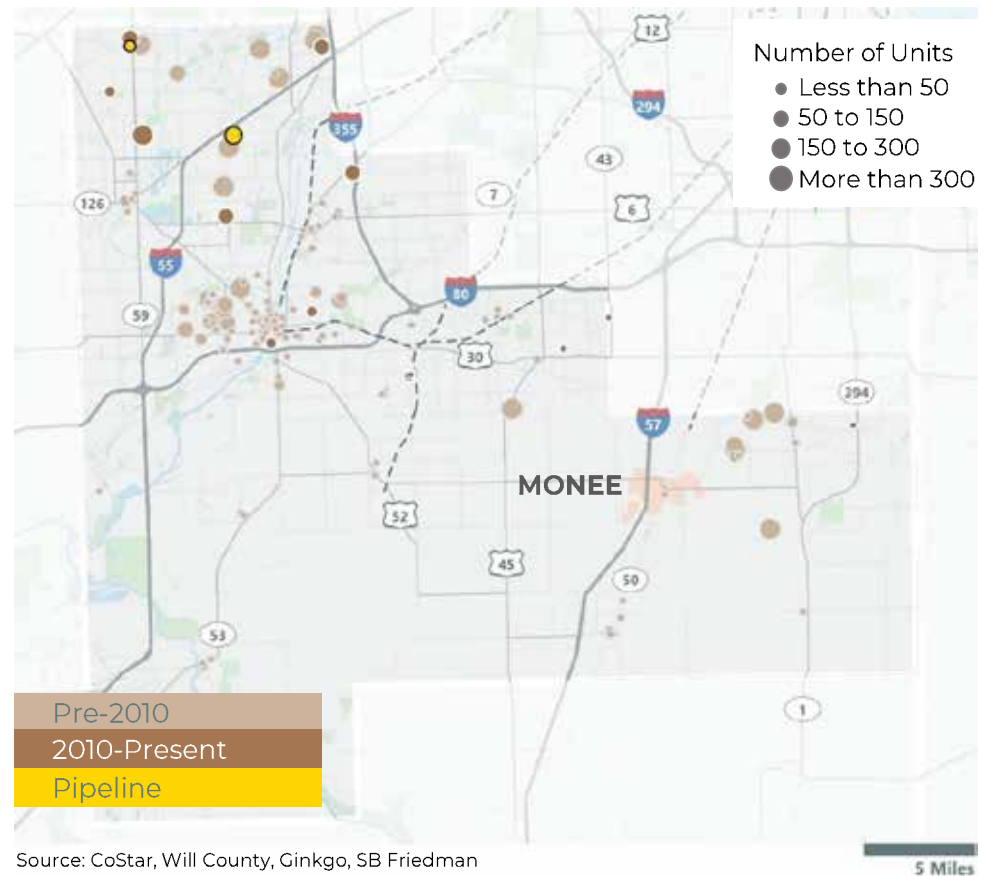 12
Number of Units
Less than 50
50 to 150
150 to 300
More than 300
294
355
43
7
6
126
55
80
59
30
394
57
MONEE
52
45
50
53
Pre-2010
1
2010-Present
Pipeline
Source: CoStar, Will County, Ginkgo, SB Friedman
5 Miles